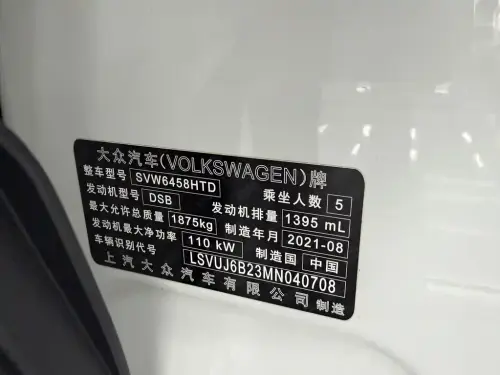 大众汽车(VOLKSWAGEN)牌
整车型号 SVW6458HTD 乘坐人数 5
发动机型号 DSB 发动机排量 1395 mL
最大允许总质量 1875kg 制造年月 2021-08
发动机最大净功率 110 kW 制造国 中国
车辆识别代号 LSVUJ6B23MN040708
上汽大众汽车有限公司 制造